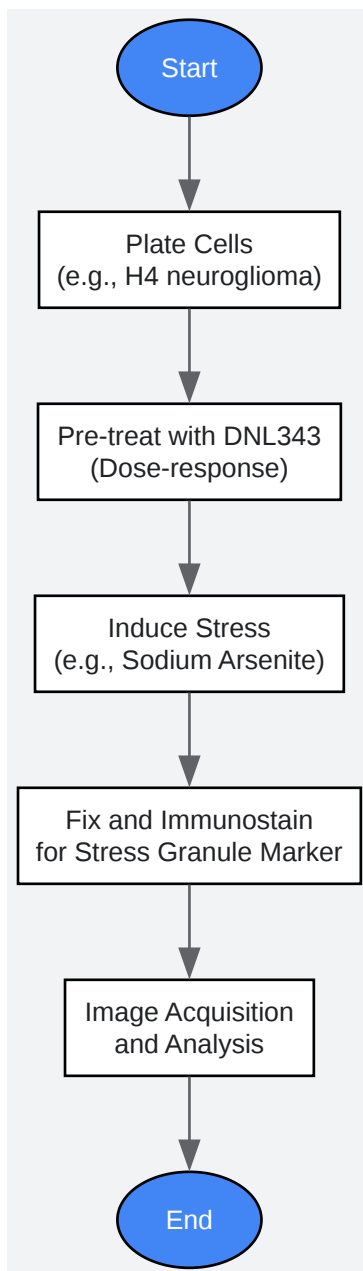 Start
Plate Cells
(e.g., H4 neuroglioma)
Pre-treat with DNL343
(Dose-response)
Induce Stress
(e.g., Sodium Arsenite)
Fix and Immunostain
for Stress Granule Marker
Image Acquisition
and Analysis
End